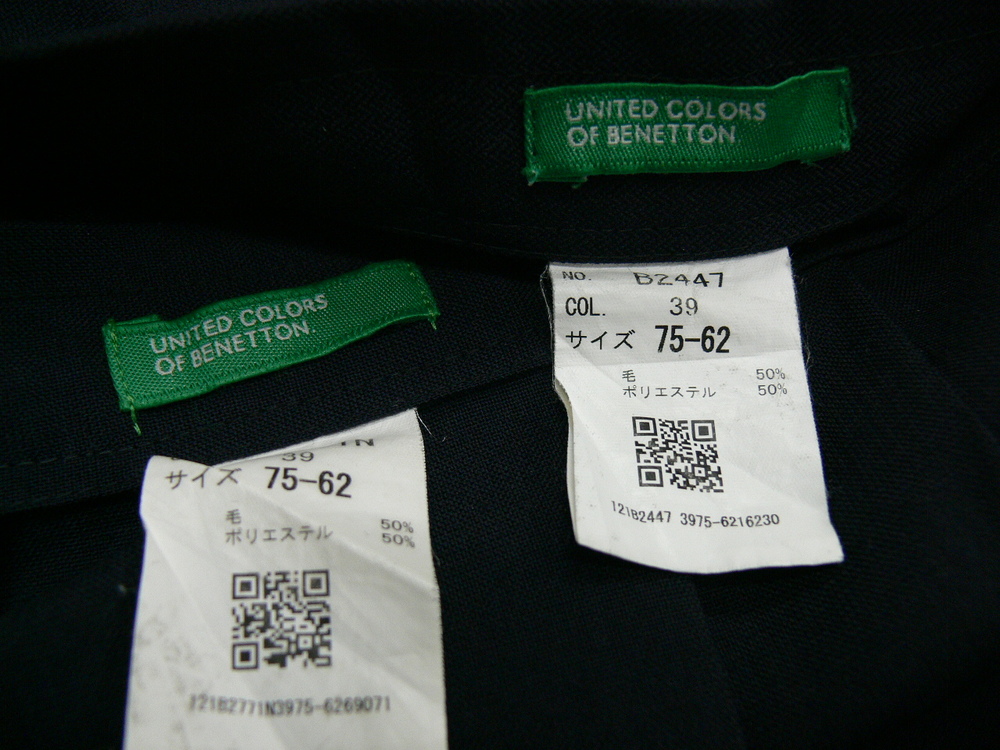 UNITED COLORS
OF BENETTON.
UNITED COLORS
OF BENETTON.
NO. B2447
COL. 39
サイズ 75-62
毛 50%
ポリエステル 50%
121B2447 3975-6216230
39
サイズ 75-62
毛 50%
ポリエステル 50%
121B2771N3975-6269071